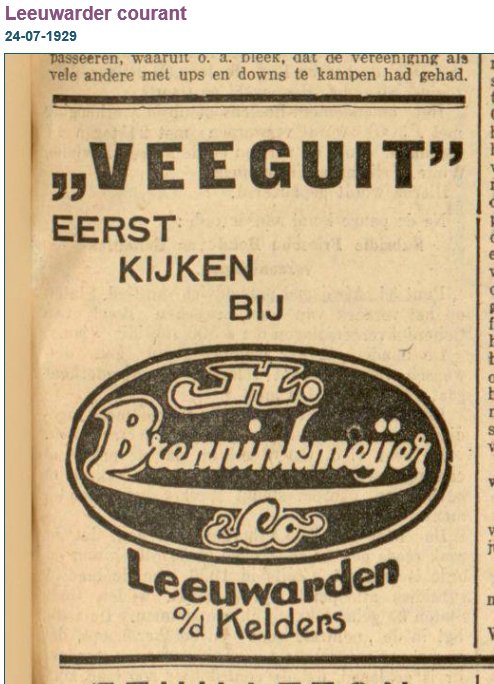 Leeuwarder courant
24-07-1929
passeeren, waaruit o. a. bleek, dat de vereeniging als
vele andere met ups en downs te kampen had gehad.
„VEEGUIT”
EERST
KIJKEN
BIJ
H.
Brenninkmeijer
& Co
Leeuwarden
o/d Kelders